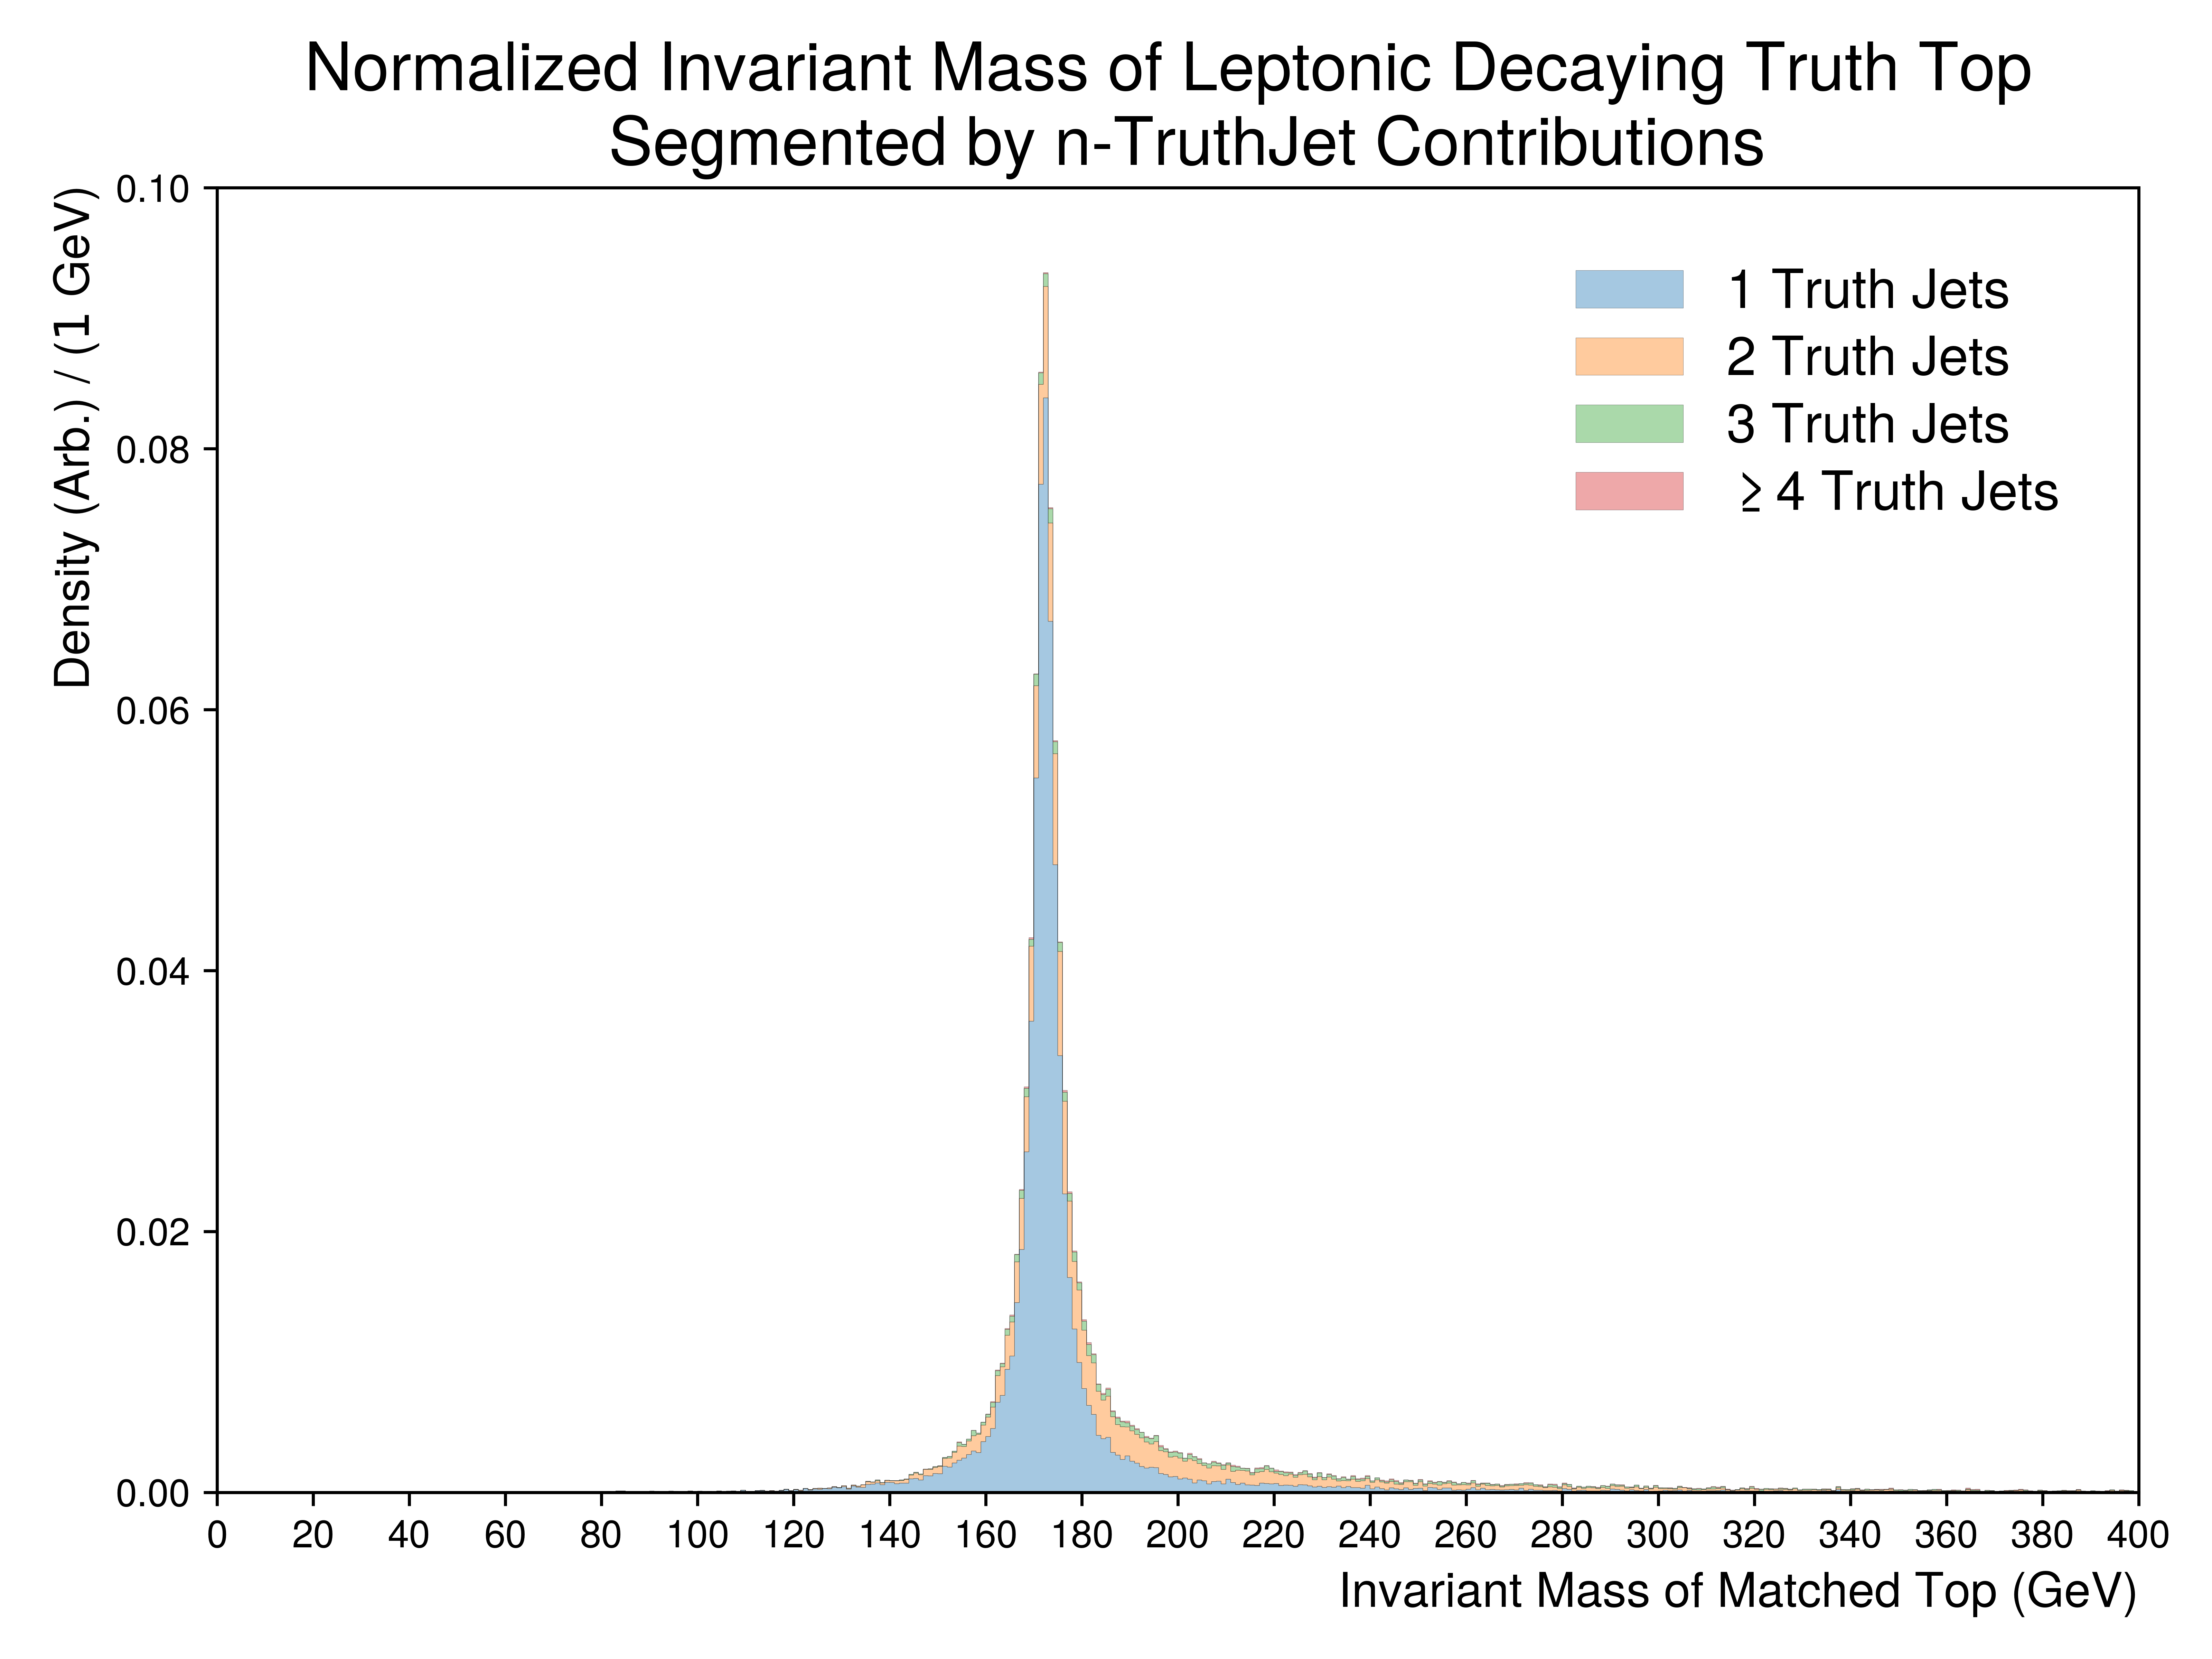 Normalized Invariant Mass of Leptonic Decaying Truth Top
Segmented by n-TruthJet Contributions
Density (Arb.) / (1 GeV)
0.10
0.08
0.06
0.04
0.02
0.00
1 Truth Jets
2 Truth Jets
3 Truth Jets
≥ 4 Truth Jets
0 20 40 60 80 100 120 140 160 180 200 220 240 260 280 300 320 340 360 380 400
Invariant Mass of Matched Top (GeV)